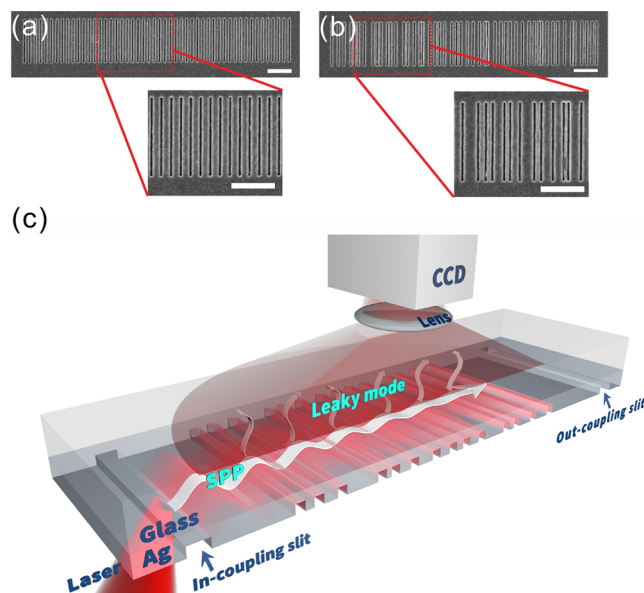 (a)
(b)
(c)
CCD
Lens
Leaky mode
SPP
Out-coupling slit
Glass
Ag
Laser
In-coupling slit